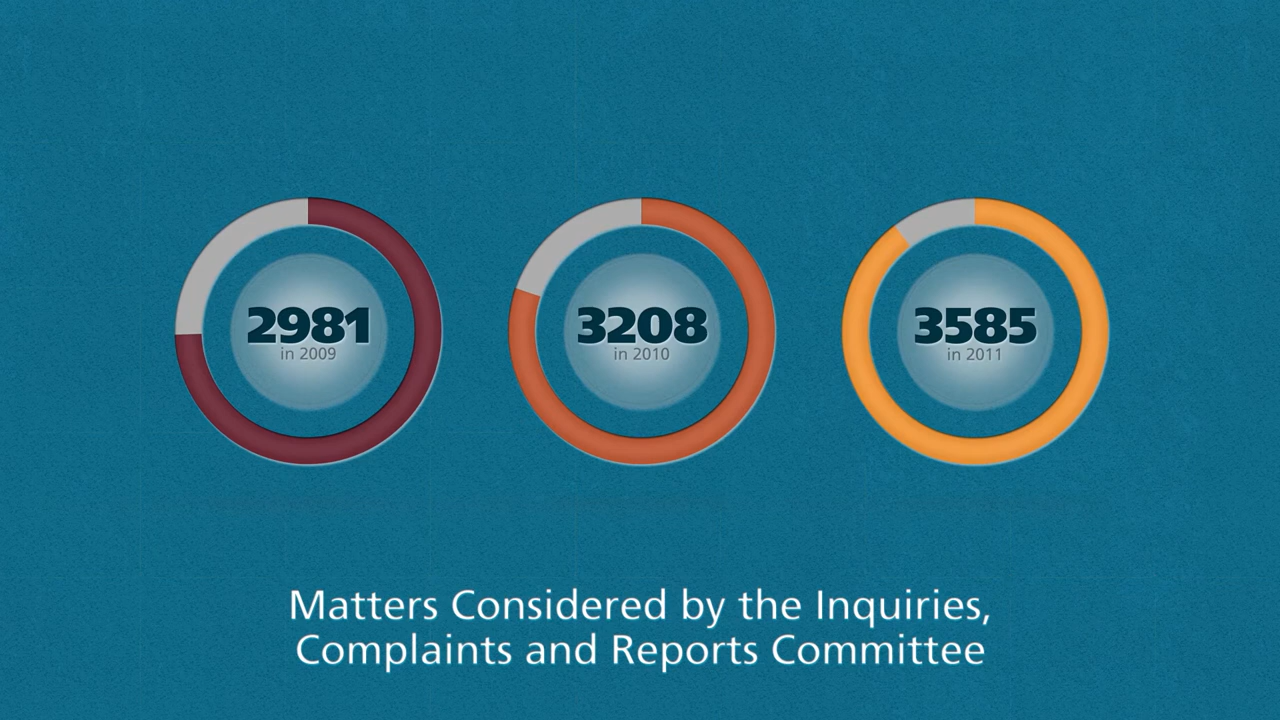 2981
in 2009
3208
in 2010
3585
in 2011
Matters Considered by the Inquiries,
Complaints and Reports Committee